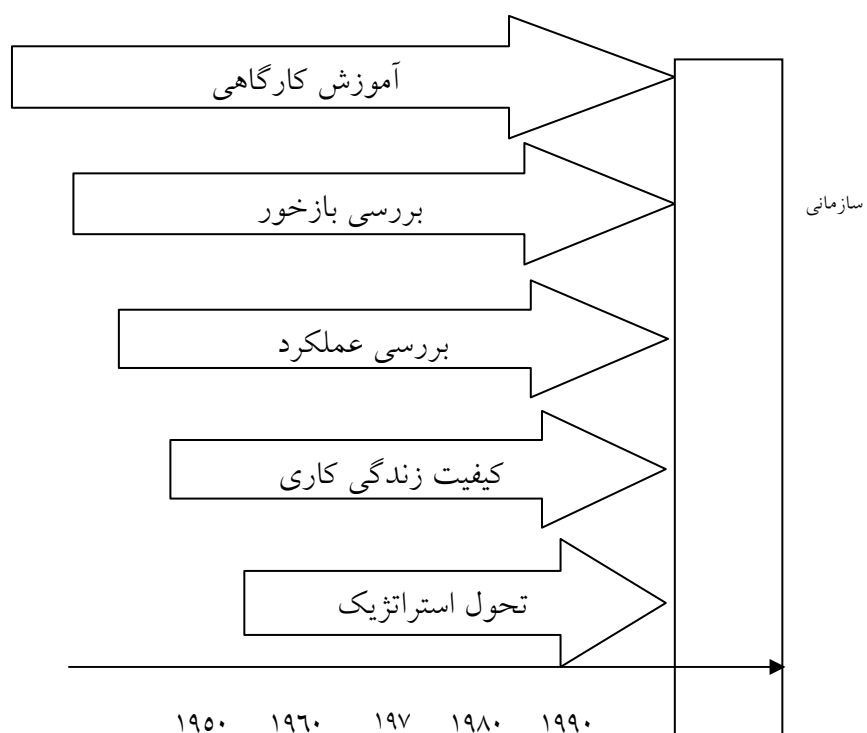 آموزش کارگاهی
بررسی بازخور
سازمانی
بررسی عملکرد
کیفیت زندگی کاری
تحول استراتژیک
۱۹۵۰ ۱۹۶۰ ۱۹۷ ۱۹۸۰ ۱۹۹۰